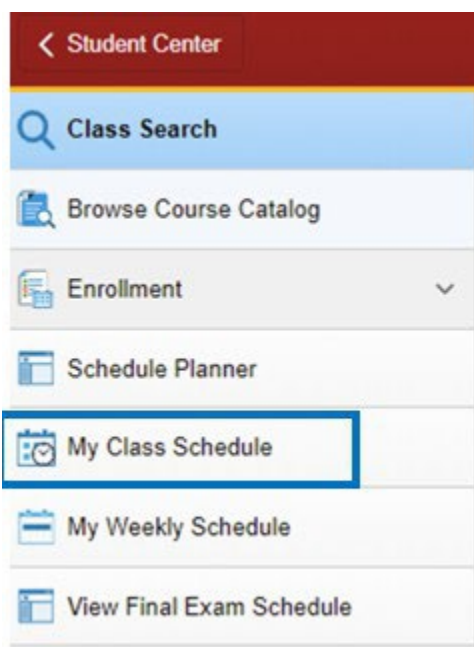 Student Center
Class Search
Browse Course Catalog
Enrollment
Schedule Planner
My Class Schedule
My Weekly Schedule
View Final Exam Schedule